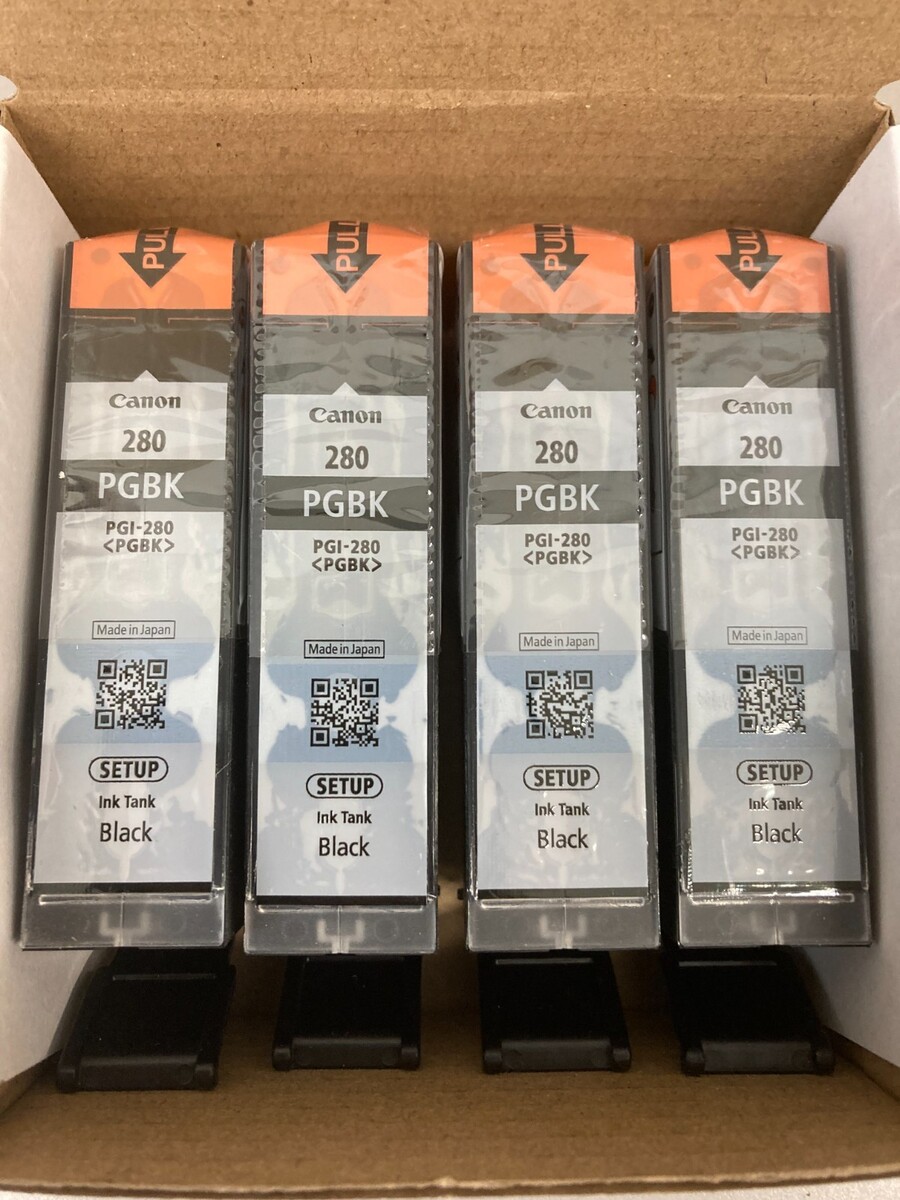 PULL
Canon
280
PGBK
PGI-280
<PGBK>
Made in Japan
SETUP
Ink Tank
Black
PULL
Canon
280
PGBK
PGI-280
<PGBK>
Made in Japan
SETUP
Ink Tank
Black
PULL
Canon
280
PGBK
PGI-280
<PGBK>
Made in Japan
SETUP
Ink Tank
Black
PULL
Canon
280
PGBK
PGI-280
<PGBK>
Made in Japan
SETUP
Ink Tank
Black